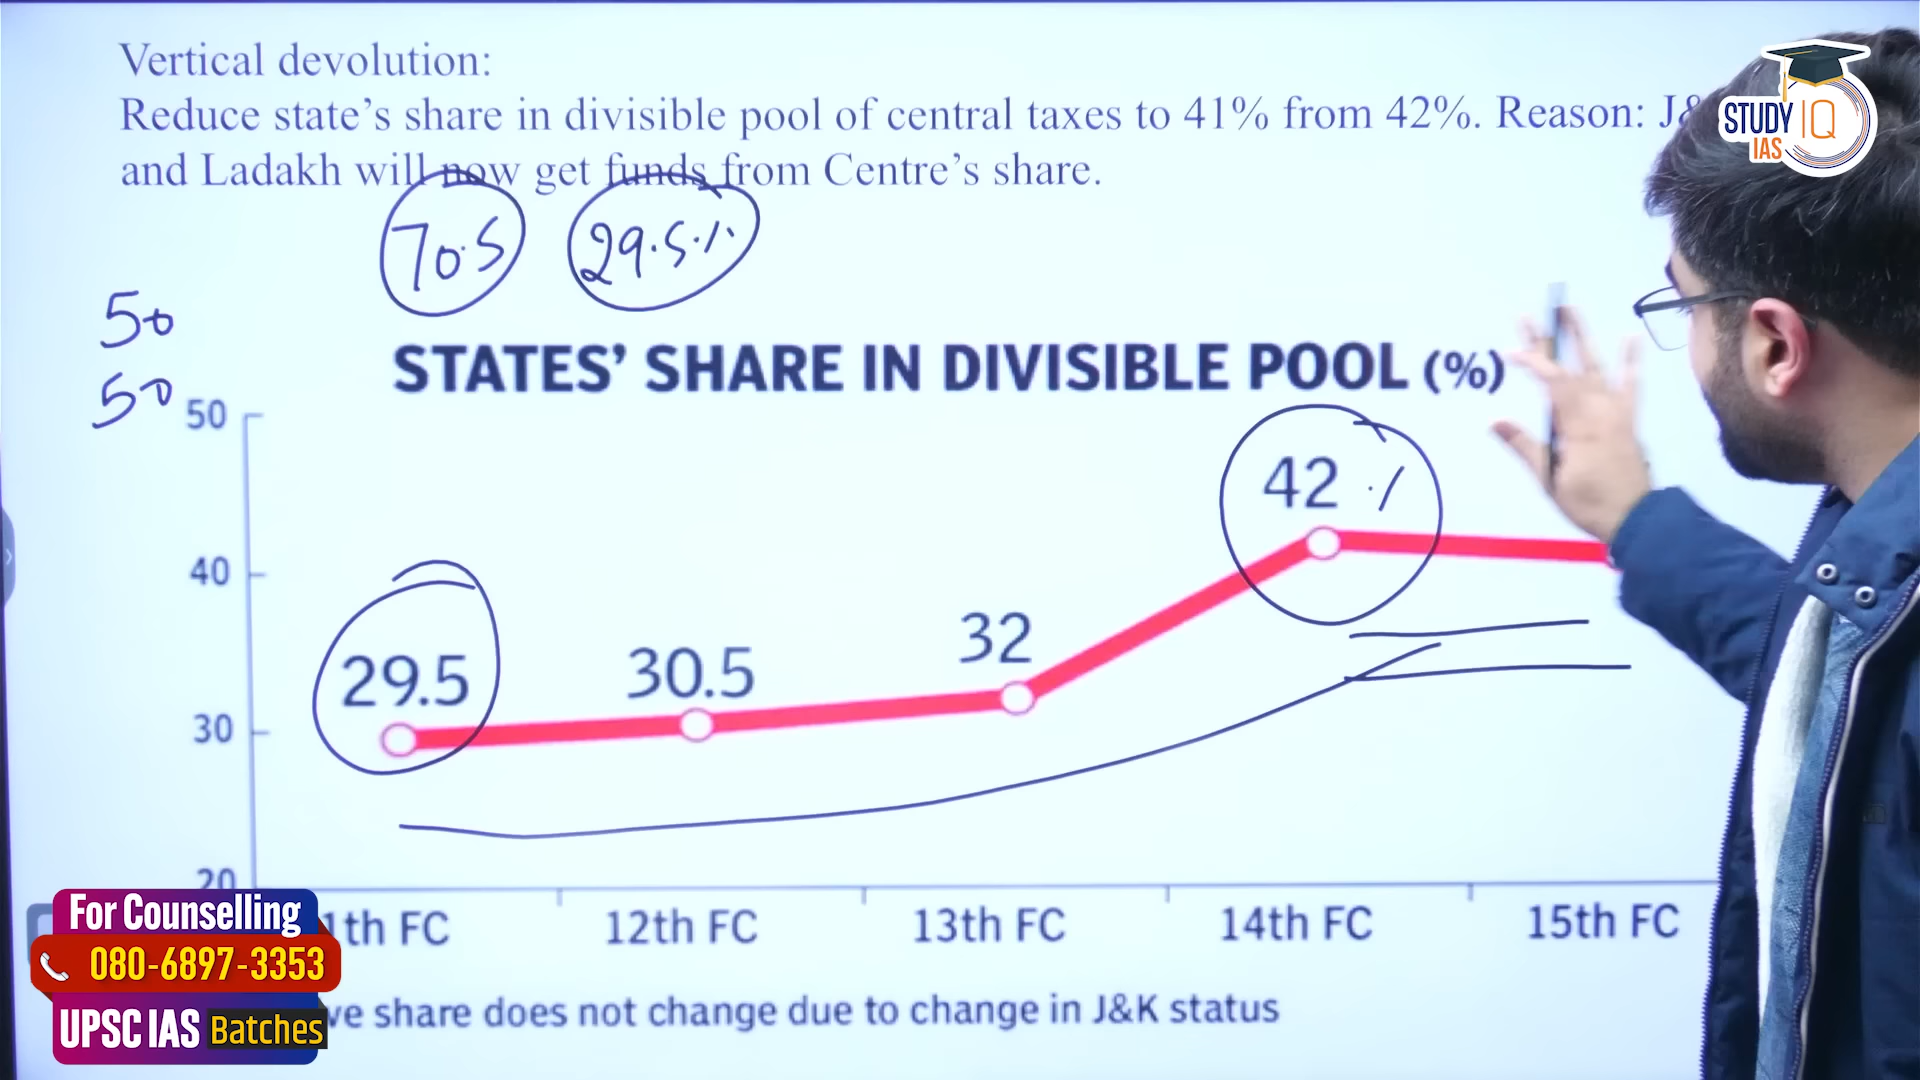 Vertical devolution:
Reduce state's share in divisible pool of central taxes to 41% from 42%. Reason: J&
and Ladakh will now get funds from Centre's share.
STUDY IQ
IAS
70.5 29.5%
50
50
STATES' SHARE IN DIVISIBLE POOL (%)
50
42 %
40
29.5 30.5 32
30
20
1th FC 12th FC 13th FC 14th FC 15th FC
ve share does not change due to change in J&K status
For Counselling
080-6897-3353
UPSC IAS Batches